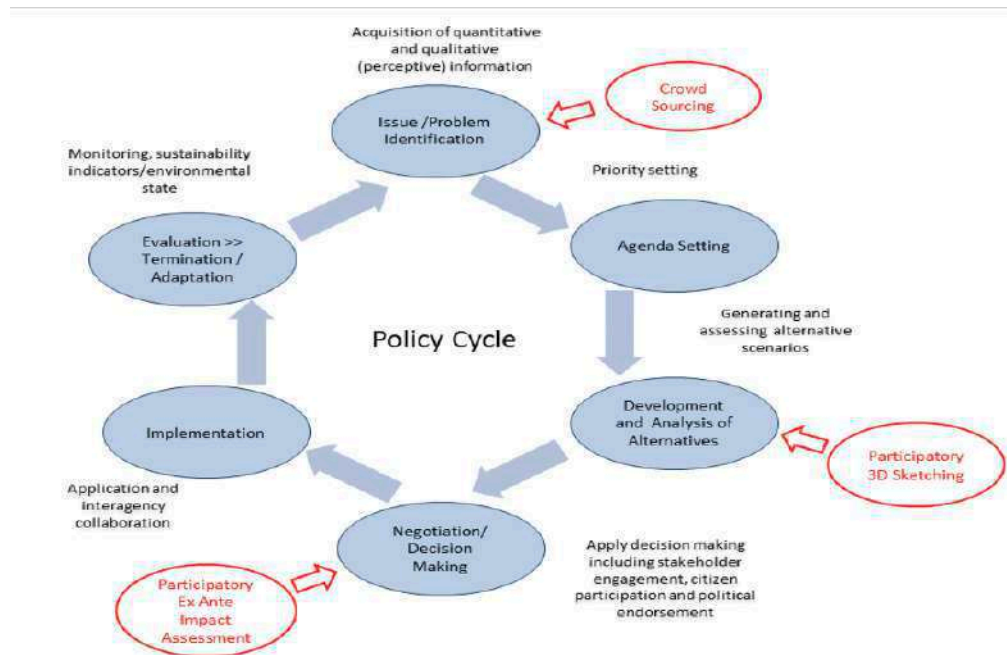 Acquisition of quantitative
and qualitative
(perceptive) information
Crowd
Sourcing
Issue /Problem
Identification
Monitoring, sustainability
indicators/environmental
state
Priority setting
Evaluation >>
Termination /
Adaptation
Agenda Setting
Generating and
assessing alternative
scenarios
Policy Cycle
Development
and Analysis of
Alternatives
Implementation
Participatory
3D Sketching
Application and
interagency
collaboration
Negotiation/
Decision
Making
Apply decision making
including stakeholder
engagement, citizen
participation and political
endorsement
Participatory
Ex Ante
Impact
Assessment